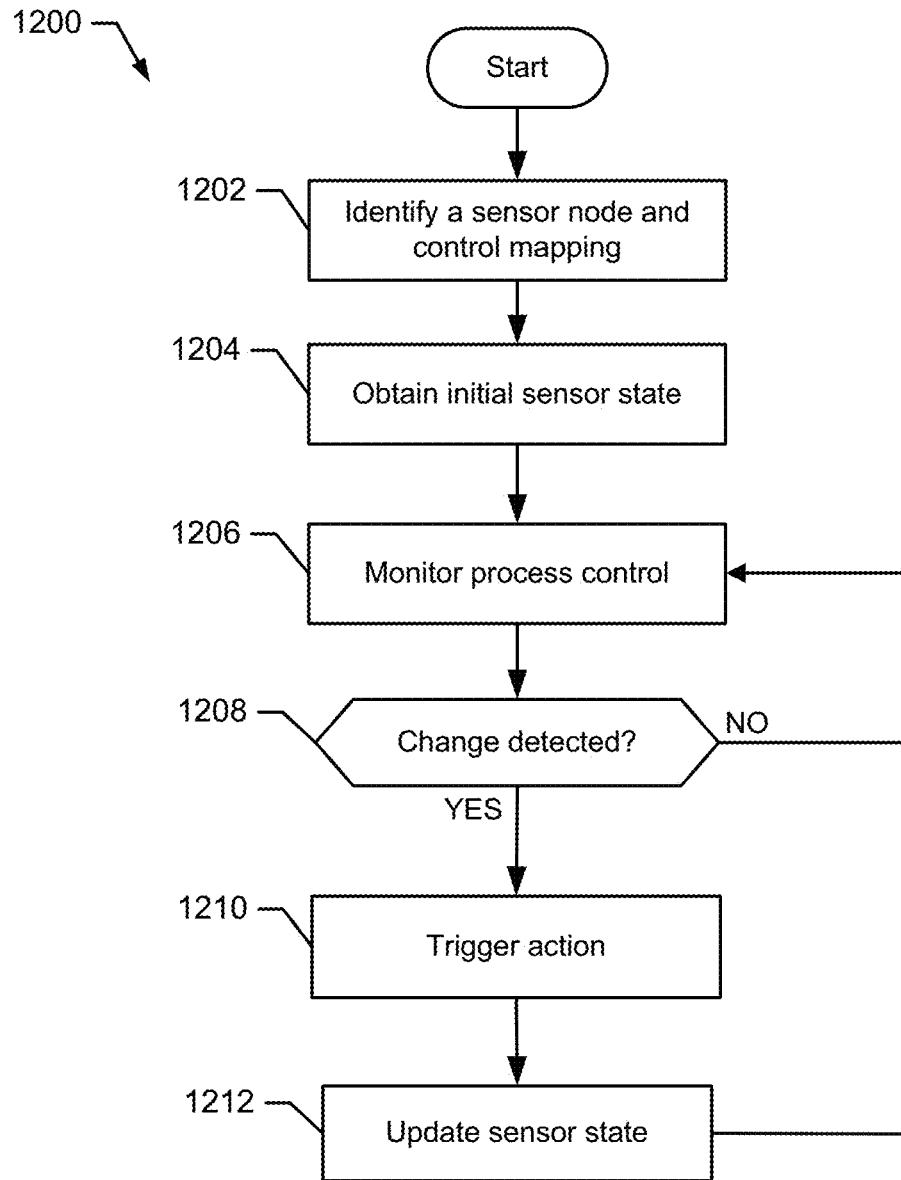 1200
Start
1202
Identify a sensor node and
control mapping
1204
Obtain initial sensor state
1206
Monitor process control
1208
Change detected?
NO
YES
1210
Trigger action
1212
Update sensor state